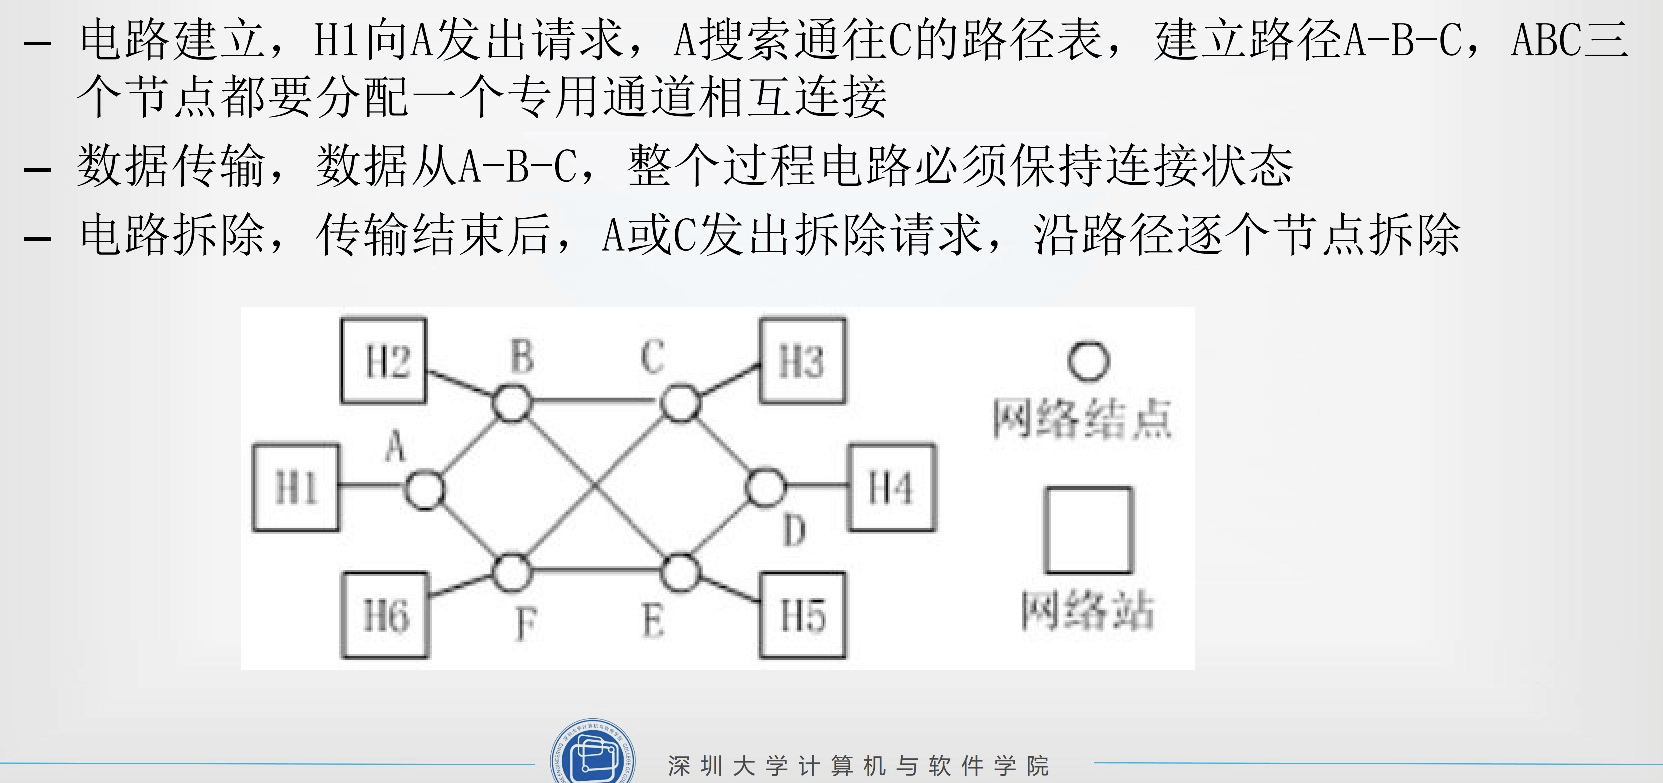 – 电路建立，H1向A发出请求，A搜索通往C的路径表，建立路径A-B-C，ABC三
个节点都要分配一个专用通道相互连接
– 数据传输，数据从A-B-C，整个过程电路必须保持连接状态
– 电路拆除，传输结束后，A或C发出拆除请求，沿路径逐个节点拆除
H2
B
C
H3
网络结点
A
H1
H4
D
H6
F
E
H5
网络站
深圳大学计算机与软件学院